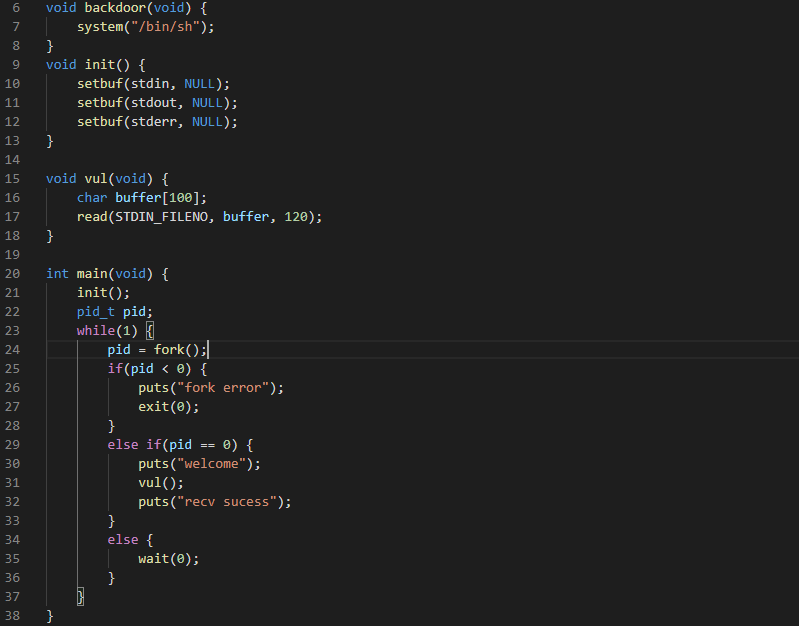 6 void backdoor(void) {
7     system("/bin/sh");
8 }
9 void init() {
10     setbuf(stdin, NULL);
11     setbuf(stdout, NULL);
12     setbuf(stderr, NULL);
13 }
14
15 void vul(void) {
16     char buffer[100];
17     read(STDIN_FILENO, buffer, 120);
18 }
19
20 int main(void) {
21     init();
22     pid_t pid;
23     while(1) {
24         pid = fork();
25         if(pid < 0) {
26             puts("fork error");
27             exit(0);
28         }
29         else if(pid == 0) {
30             puts("welcome");
31             vul();
32             puts("recv sucess");
33         }
34         else {
35             wait(0);
36         }
37     }
38 }